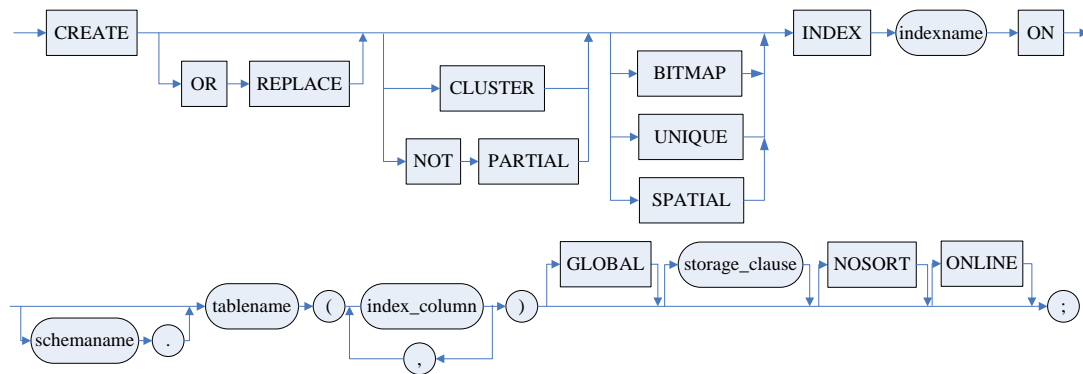 CREATE INDEX indexname ON
OR REPLACE CLUSTER BITMAP
NOT PARTIAL UNIQUE
SPATIAL
GLOBAL storage_clause NOSORT ONLINE
tablename ( index_column ) ;
schemaname . ,